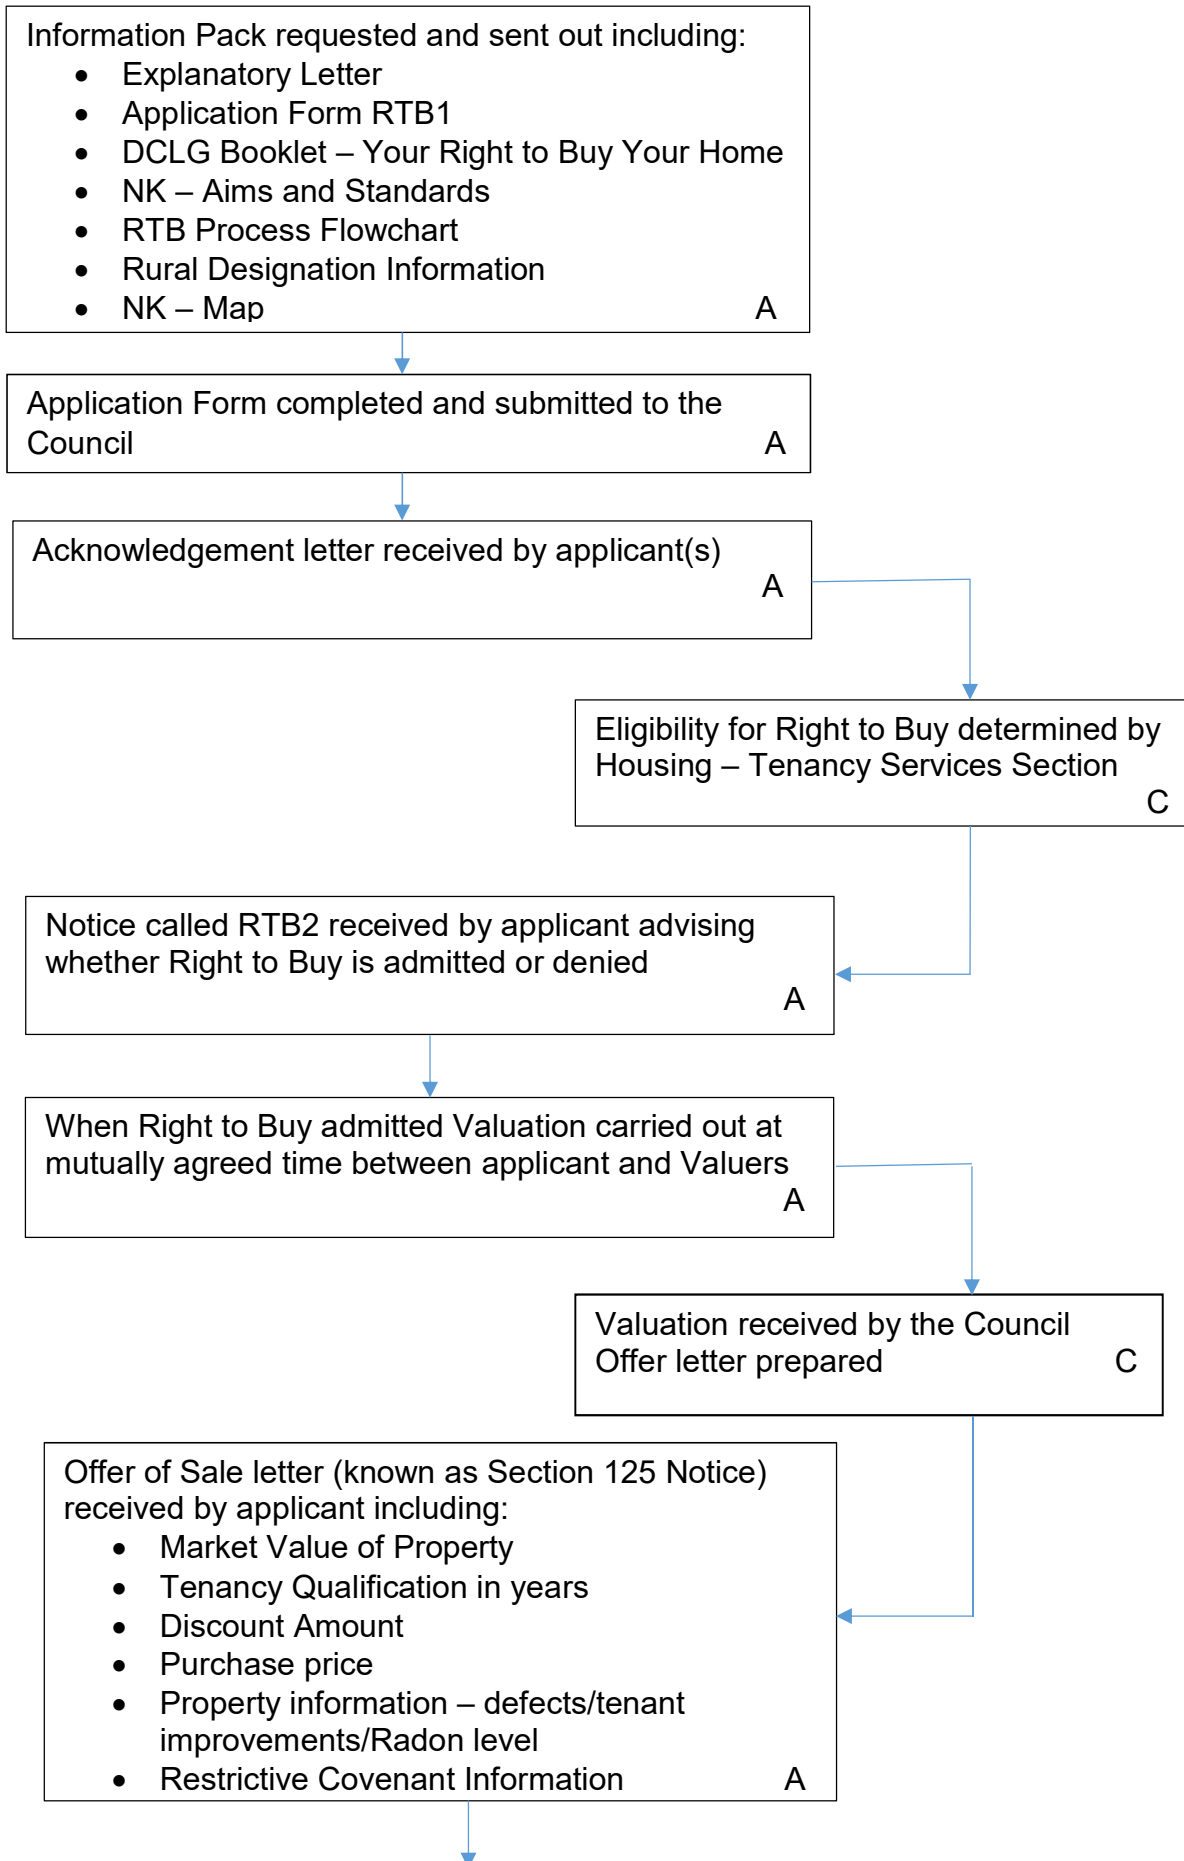 Information Pack requested and sent out including:
• Explanatory Letter
• Application Form RTB1
• DCLG Booklet – Your Right to Buy Your Home
• NK – Aims and Standards
• RTB Process Flowchart
• Rural Designation Information
• NK – Map A
Application Form completed and submitted to the
Council A
Acknowledgement letter received by applicant(s)
A
Eligibility for Right to Buy determined by
Housing – Tenancy Services Section
C
Notice called RTB2 received by applicant advising
whether Right to Buy is admitted or denied
A
When Right to Buy admitted Valuation carried out at
mutually agreed time between applicant and Valuers
A
Valuation received by the Council
Offer letter prepared C
Offer of Sale letter (known as Section 125 Notice)
received by applicant including:
• Market Value of Property
• Tenancy Qualification in years
• Discount Amount
• Purchase price
• Property information – defects/tenant
improvements/Radon level
• Restrictive Covenant Information A